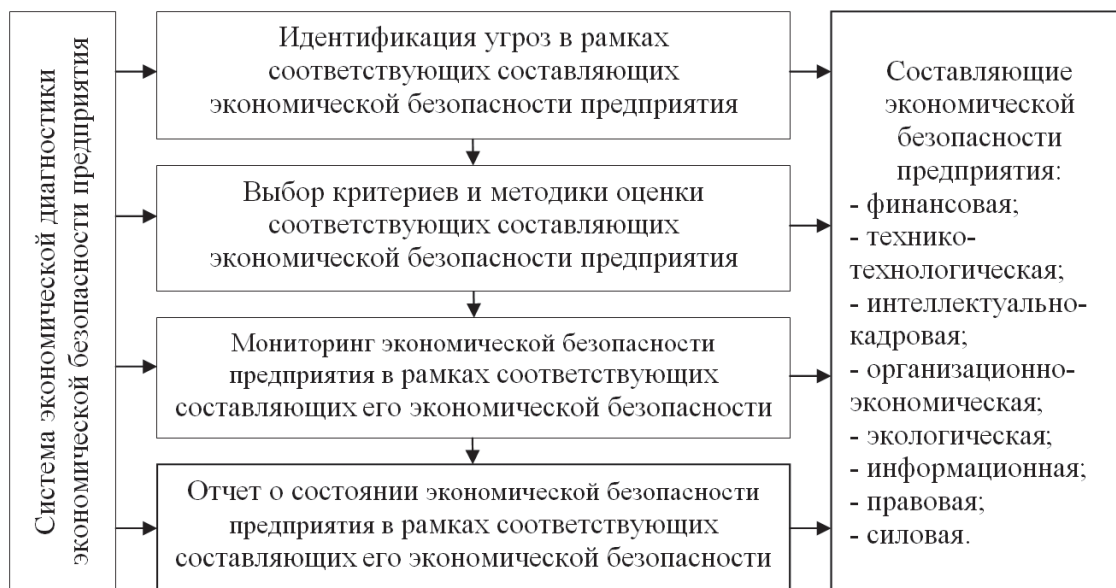 Система экономической диагностики
экономической безопасности предприятия
Идентификация угроз в рамках
соответствующих составляющих
экономической безопасности предприятия
Выбор критериев и методики оценки
соответствующих составляющих
экономической безопасности предприятия
Мониторинг экономической безопасности
предприятия в рамках соответствующих
составляющих его экономической безопасности
Отчет о состоянии экономической безопасности
предприятия в рамках соответствующих
составляющих его экономической безопасности
Составляющие
экономической
безопасности
предприятия:
- финансовая;
- технико-
технологическая;
- интеллектуально-
кадровая;
- организационно-
экономическая;
- экологическая;
- информационная;
- правовая;
- силовая.